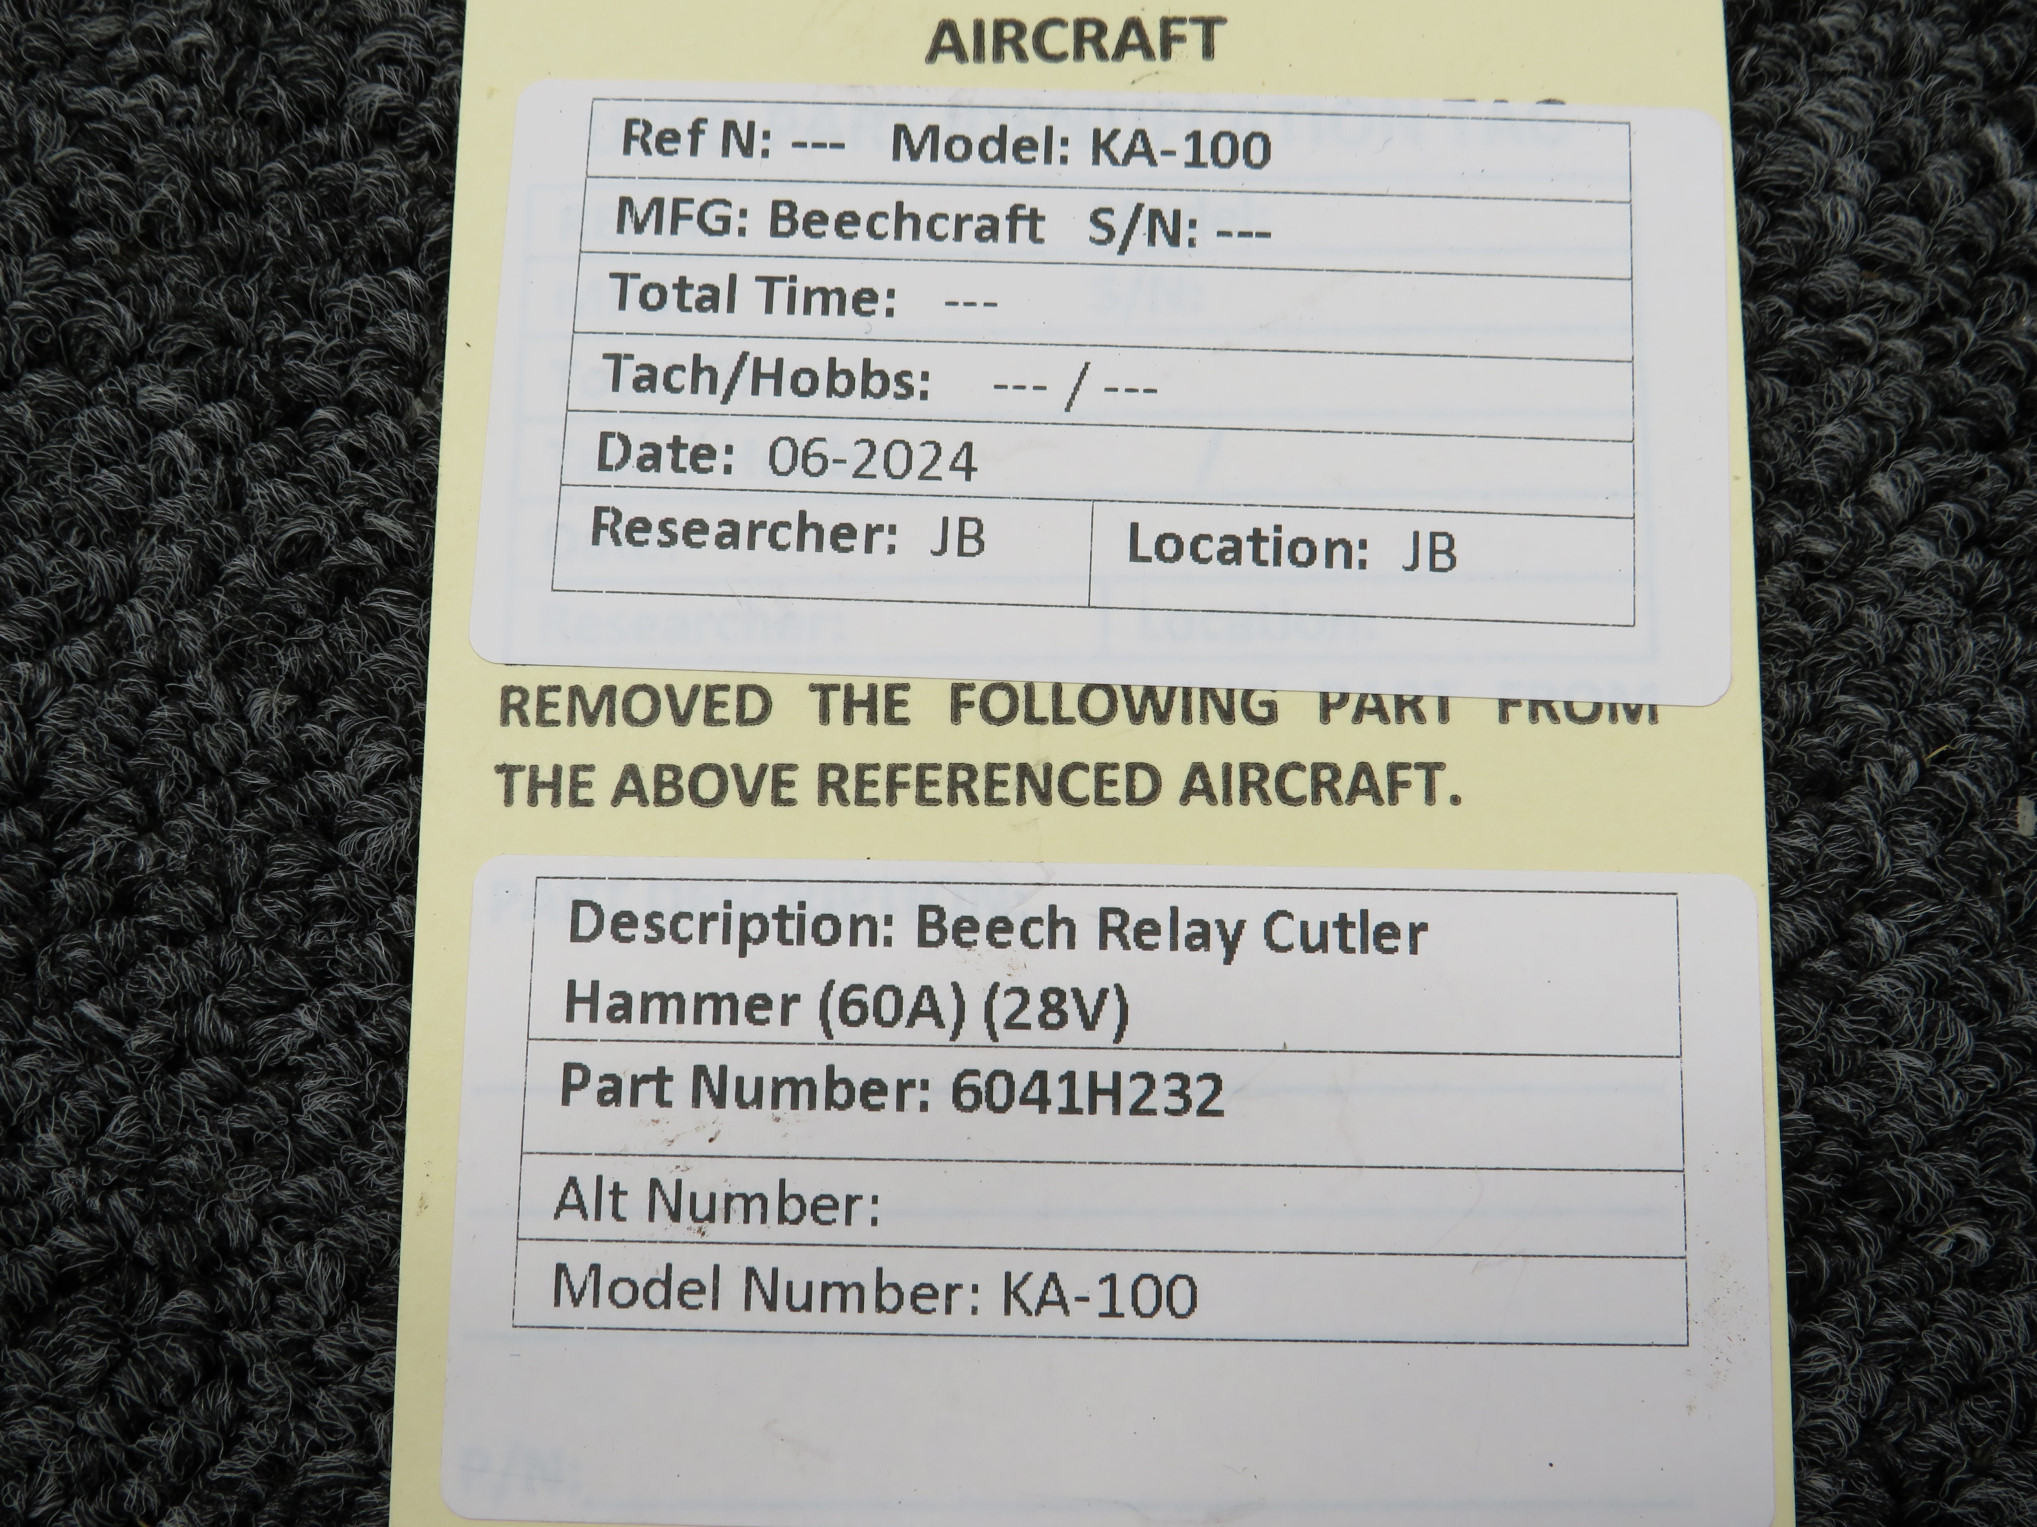 AIRCRAFT
Ref N: --- Model: KA-100
MFG: Beechcraft S/N: ---
Total Time: ---
Tach/Hobbs: --- / ---
Date: 06-2024
Researcher: JB Location: JB
REMOVED THE FOLLOWING PART FROM
THE ABOVE REFERENCED AIRCRAFT.
Description: Beech Relay Cutler
Hammer (60A) (28V)
Part Number: 6041H232
Alt Number:
Model Number: KA-100
P/N: